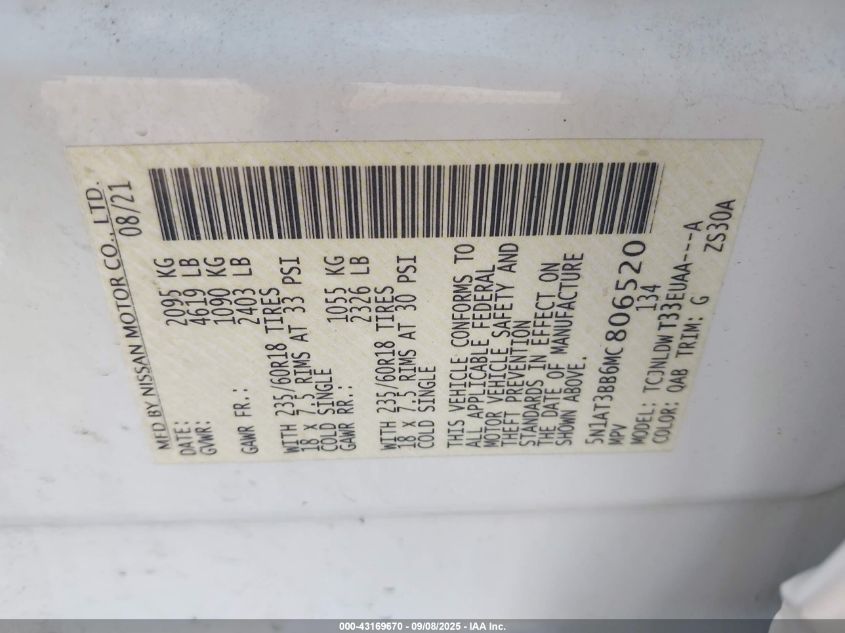 MFD BY NISSAN MOTOR CO., LTD.
DATE: 08/21
GVWR: 2095 KG
4619 LB
GAWR FR.: 1090 KG
2403 LB
WITH 235/60R18 TIRES
18 X 7.5 RIMS AT 33 PSI
COLD SINGLE
GAWR RR.: 1055 KG
2326 LB
WITH 235/60R18 TIRES
18 X 7.5 RIMS AT 30 PSI
COLD SINGLE
THIS VEHICLE CONFORMS TO
ALL APPLICABLE FEDERAL
MOTOR VEHICLE SAFETY AND
THEFT PREVENTION
STANDARDS IN EFFECT ON
THE DATE OF MANUFACTURE
SHOWN ABOVE.
5N1AT3BB6MC806520
MPV 134
MODEL: TCJNLDWT33EUAA---A
COLOR: QAB TRIM: G ZS30A
000-43169670 - 09/08/2025 - IAA Inc.